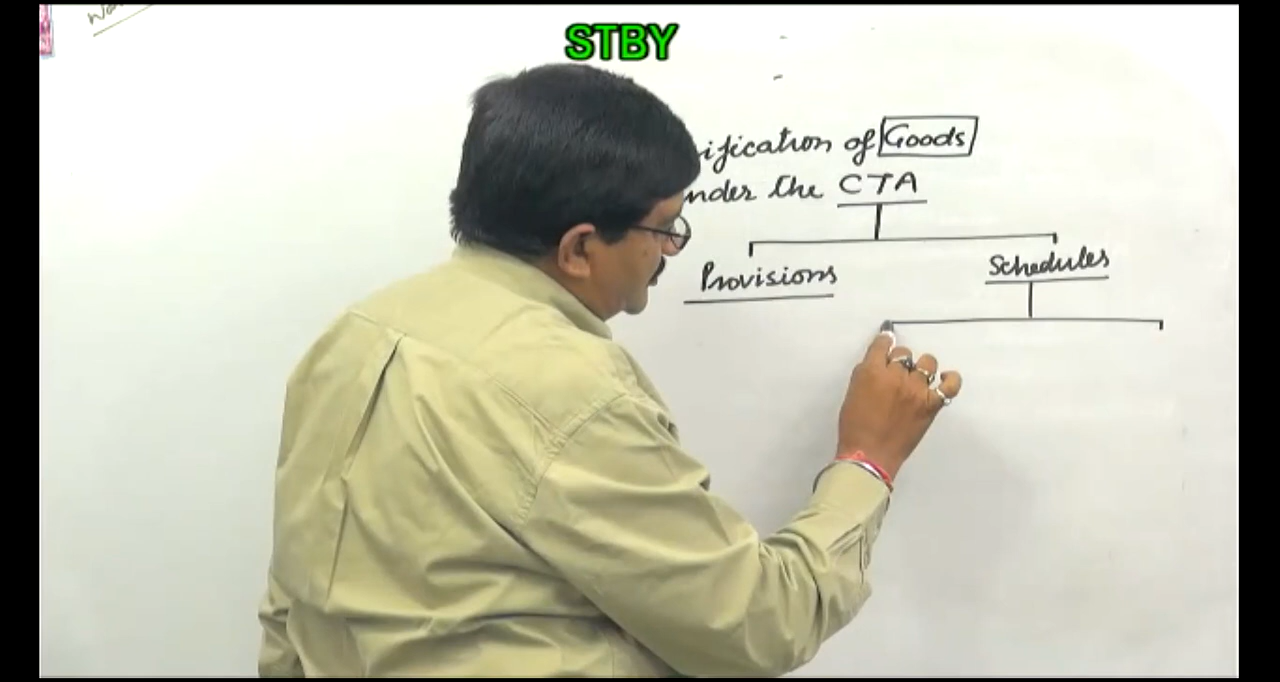 STBY
ification of Goods
nder the CTA
Provisions
Schedules